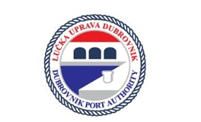 LUČKA UPRAVA DUBROVNIK
DUBROVNIK PORT AUTHORITY